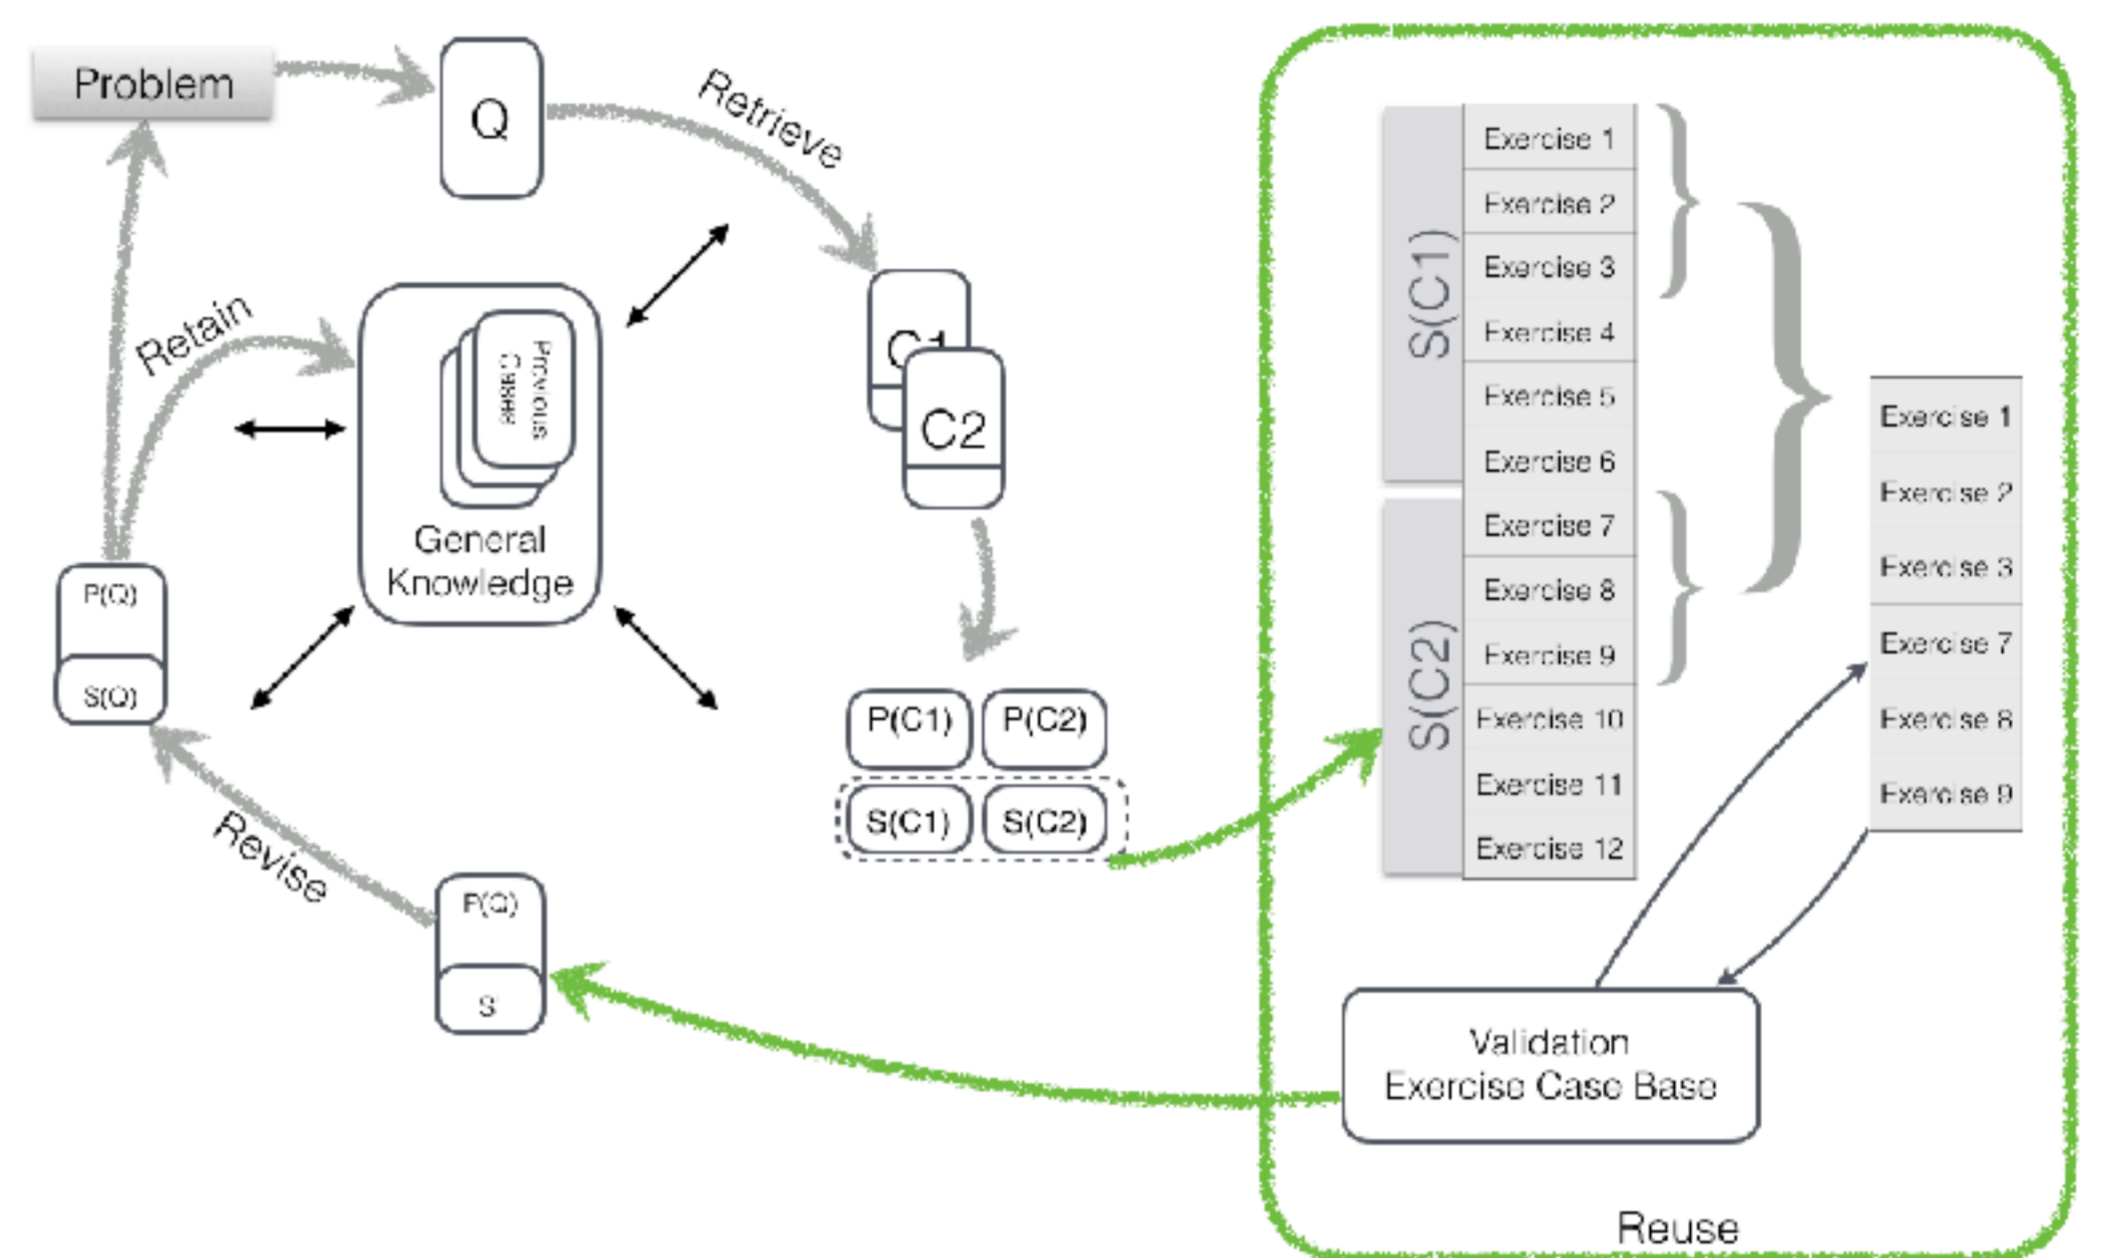 Problem
Q
Retrieve
C1
C2
Retain
Previous
Cases
General
Knowledge
P(Q)
S(Q)
Revise
P(Q)
S
P(C1)
P(C2)
S(C1)
S(C2)
S(C1)
Exercise 1
Exercise 2
Exercise 3
Exercise 4
Exercise 5
Exercise 6
S(C2)
Exercise 7
Exercise 8
Exercise 9
Exercise 10
Exercise 11
Exercise 12
Exercise 1
Exercise 2
Exercise 3
Exercise 7
Exercise 8
Exercise 9
Validation
Exercise Case Base
Reuse